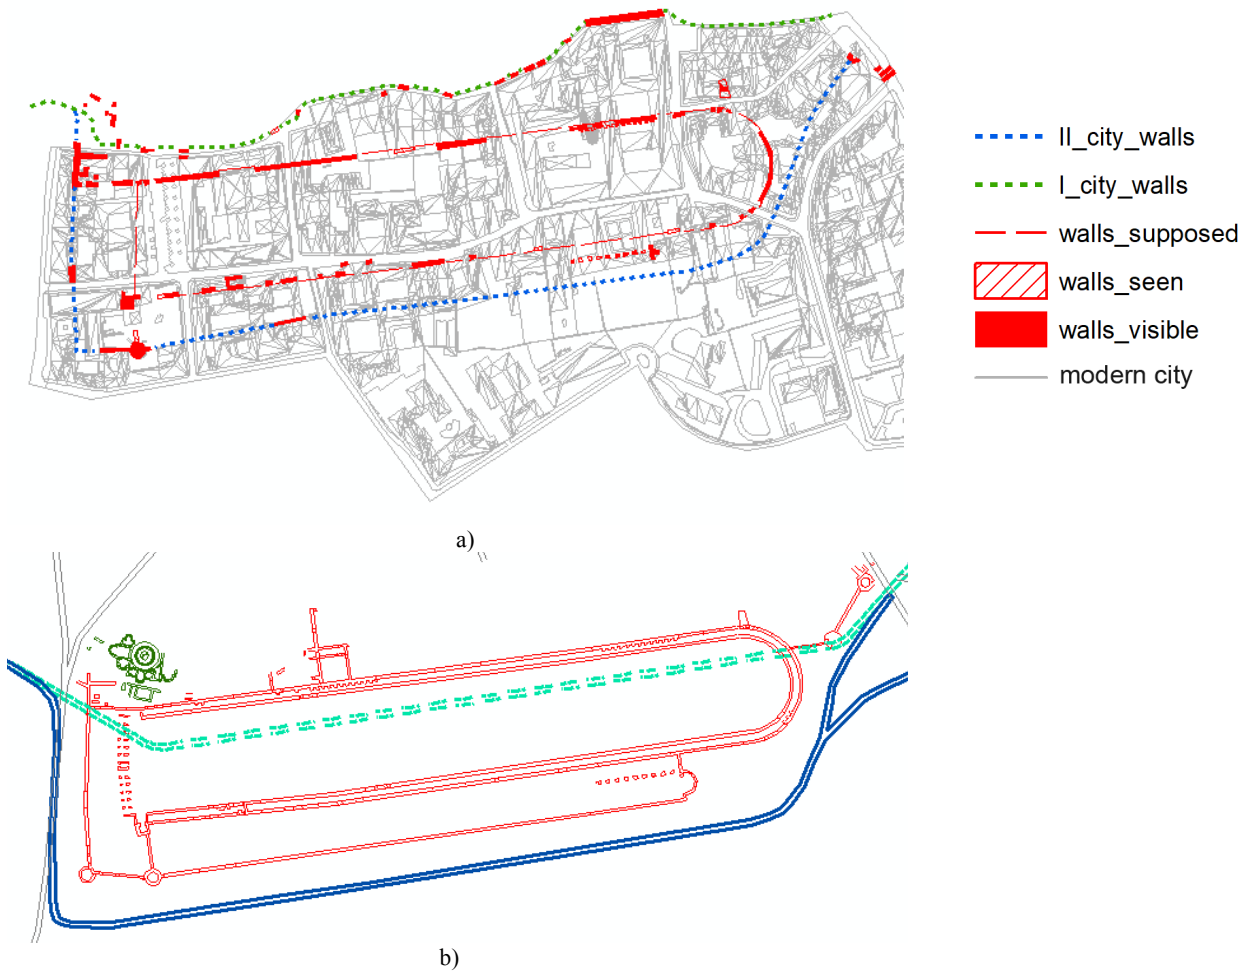 II_city_walls
I_city_walls
walls_supposed
walls_seen
walls_visible
modern city
a)
b)